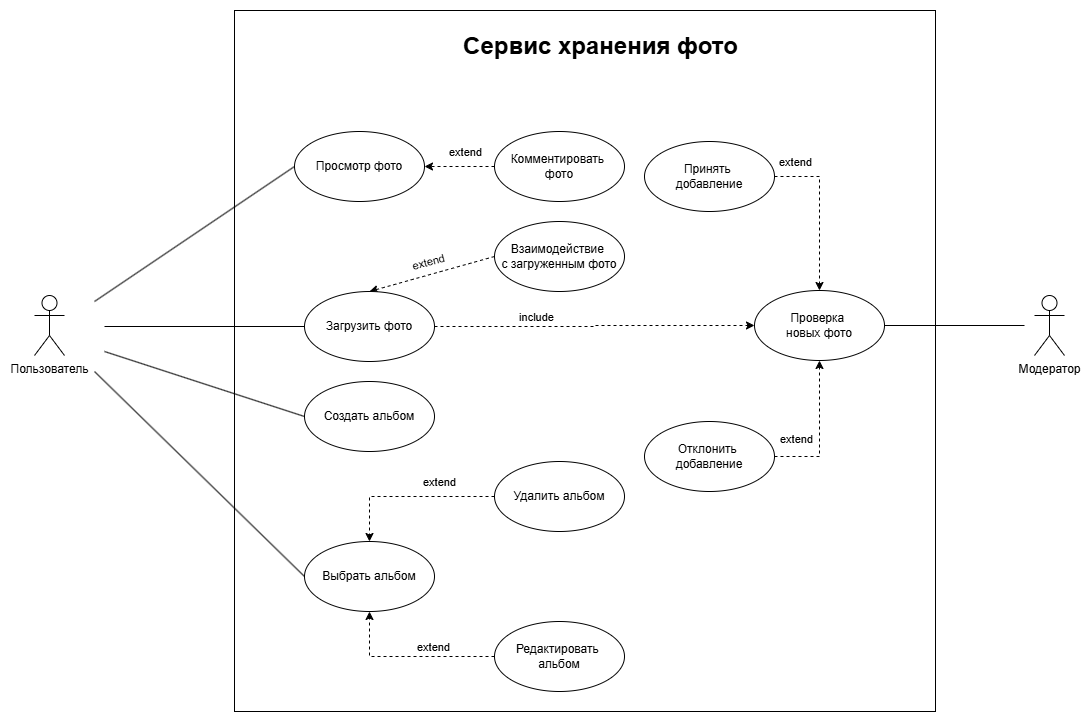 Сервис хранения фото
Просмотр фото
extend
Комментировать
фото
Принять
добавление
extend
extend
Взаимодействие
с загруженным фото
Пользователь
Загрузить фото
include
Проверка
новых фото
Модератор
Создать альбом
Отклонить
добавление
extend
extend
Удалить альбом
Выбрать альбом
extend
Редактировать
альбом